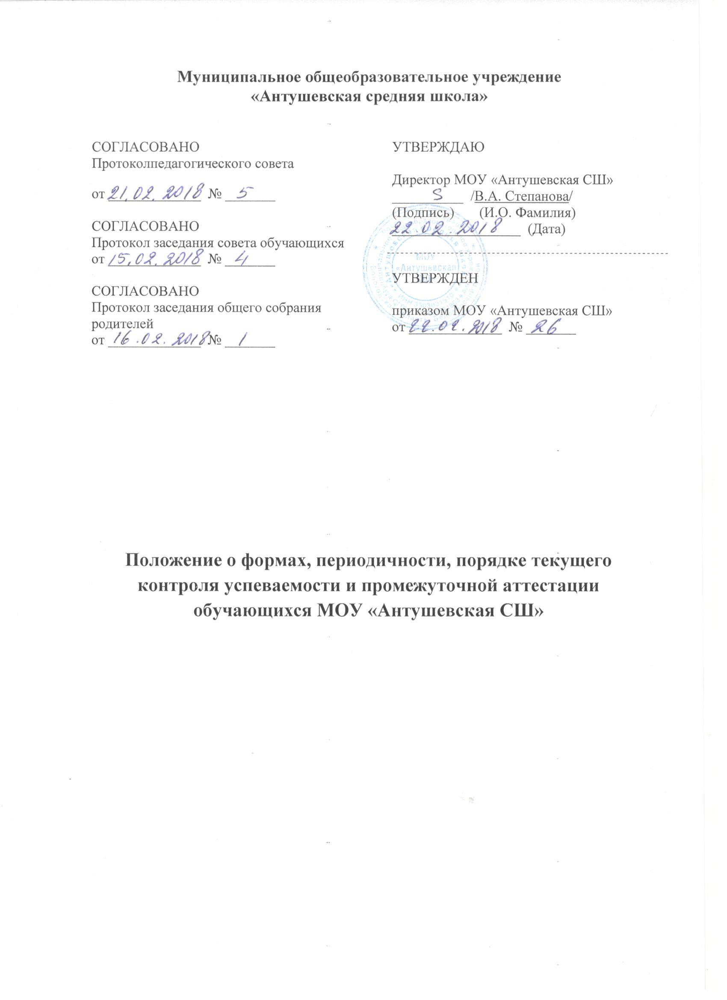 Муниципальное общеобразовательное учреждение
«Антушевская средняя школа»
СОГЛАСОВАНО
Протоколпедагогического совета
от 21.02.2018 № 5
СОГЛАСОВАНО
Протокол заседания совета обучающихся
от 15.02.2018 № 4
СОГЛАСОВАНО
Протокол заседания общего собрания
родителей
от 16.02.2018 № 1
УТВЕРЖДАЮ
Директор МОУ «Антушевская СШ»
/В.А. Степанова/
(Подпись) (И.О. Фамилия)
22.02.2018 (Дата)
МОУ
«Антушевская
УТВЕРЖДЕН
приказом МОУ «Антушевская СШ»
от 22.02.2018 № 26
Положение о формах, периодичности, порядке текущего
контроля успеваемости и промежуточной аттестации
обучающихся МОУ «Антушевская СШ»